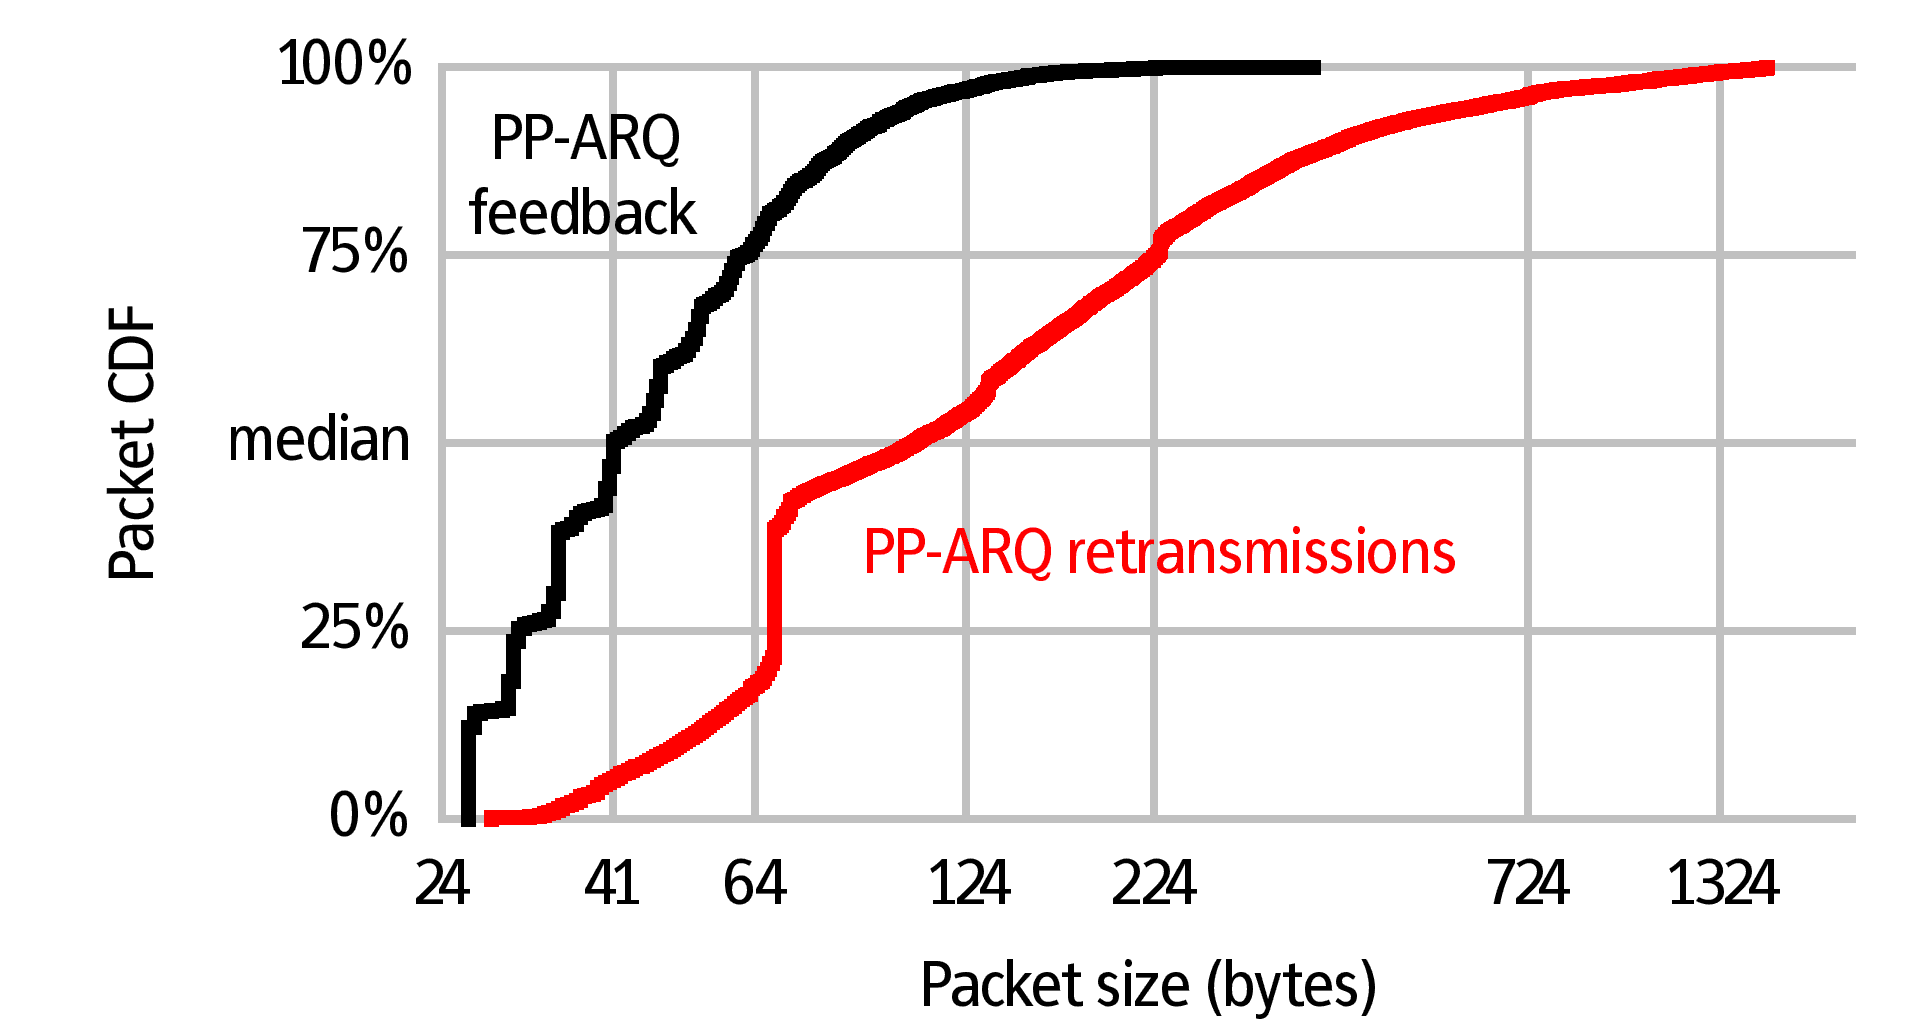 100%
PP-ARQ
feedback
75%
Packet CDF
median
PP-ARQ retransmissions
25%
0%
24 41 64 124 224 724 1324
Packet size (bytes)